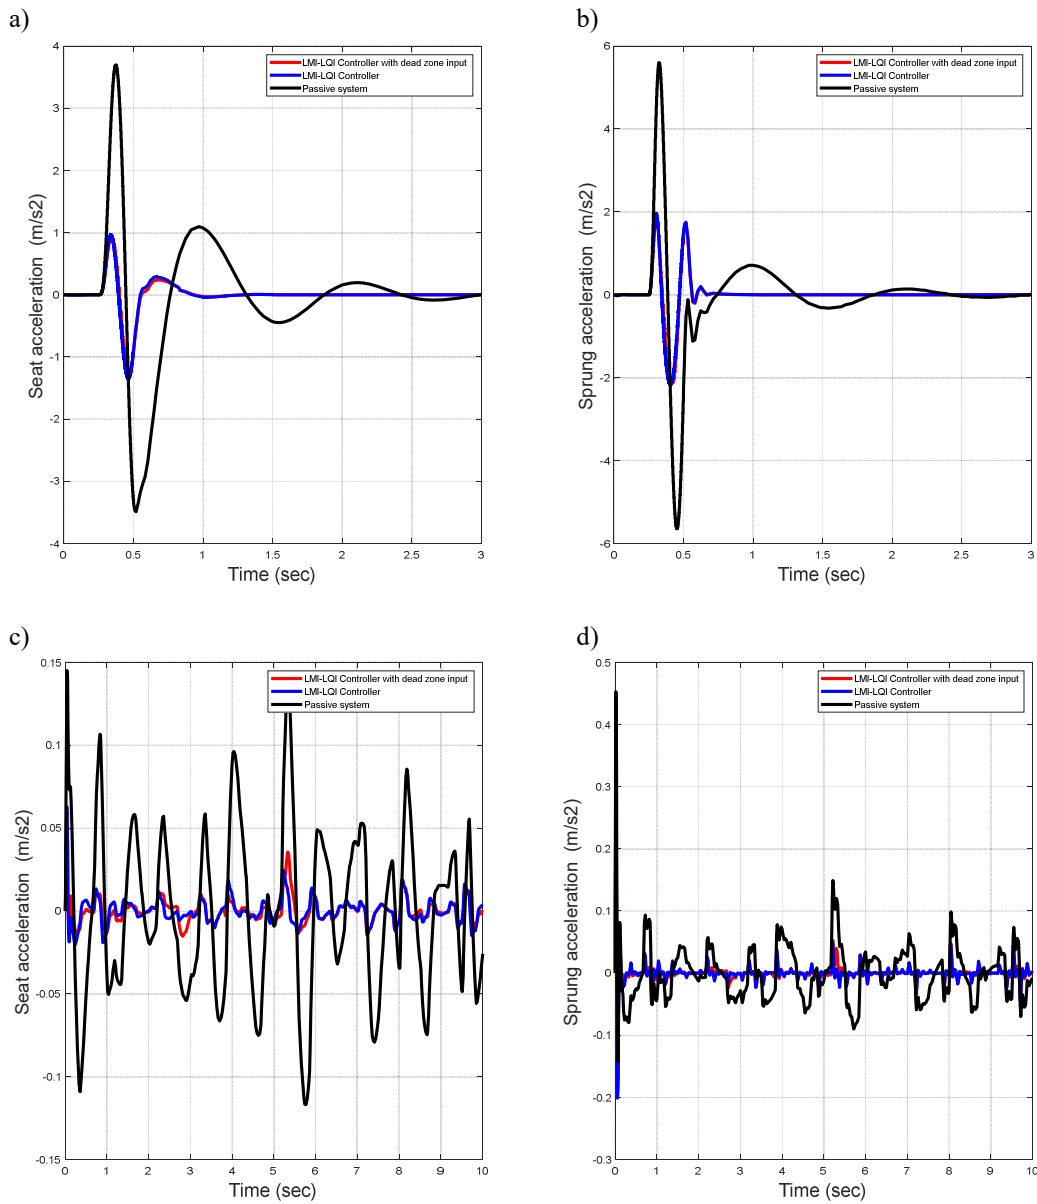 a)
4
3
2
1
0
-1
-2
-3
-4
Seat acceleration (m/s2)
LMI-LQI Controller with dead zone input
LMI-LQI Controller
Passive system
0 0.5 1 1.5 2 2.5 3
Time (sec)
b)
6
4
2
0
-2
-4
-6
Sprung acceleration (m/s2)
LMI-LQI Controller with dead zone input
LMI-LQI Controller
Passive system
0 0.5 1 1.5 2 2.5 3
Time (sec)
c)
0.15
0.1
0.05
0
-0.05
-0.1
-0.15
Seat acceleration (m/s2)
LMI-LQI Controller with dead zone input
LMI-LQI Controller
Passive system
0 1 2 3 4 5 6 7 8 9 10
Time (sec)
d)
0.5
0.4
0.3
0.2
0.1
0
-0.1
-0.2
-0.3
Sprung acceleration (m/s2)
LMI-LQI Controller with dead zone input
LMI-LQI Controller
Passive system
0 1 2 3 4 5 6 7 8 9 10
Time (sec)